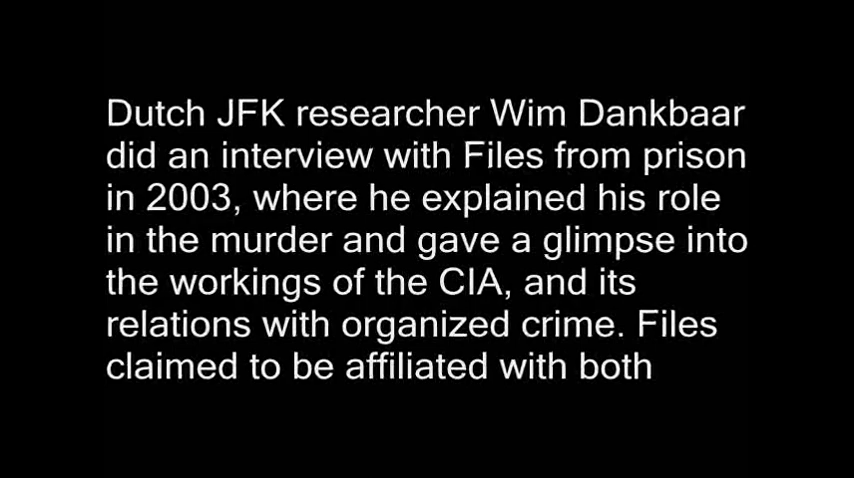 Dutch JFK researcher Wim Dankbaar
did an interview with Files from prison
in 2003, where he explained his role
in the murder and gave a glimpse into
the workings of the CIA, and its
relations with organized crime. Files
claimed to be affiliated with both